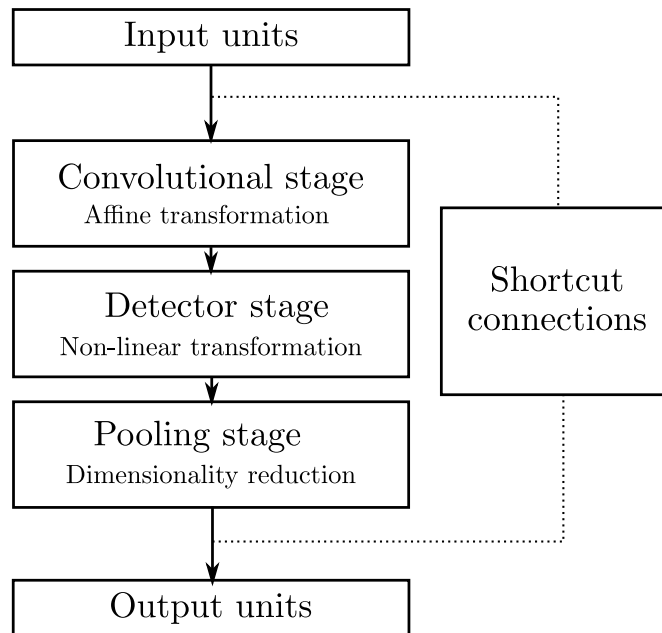 Input units
Convolutional stage
Affine transformation
Detector stage
Non-linear transformation
Pooling stage
Dimensionality reduction
Output units
Shortcut
connections